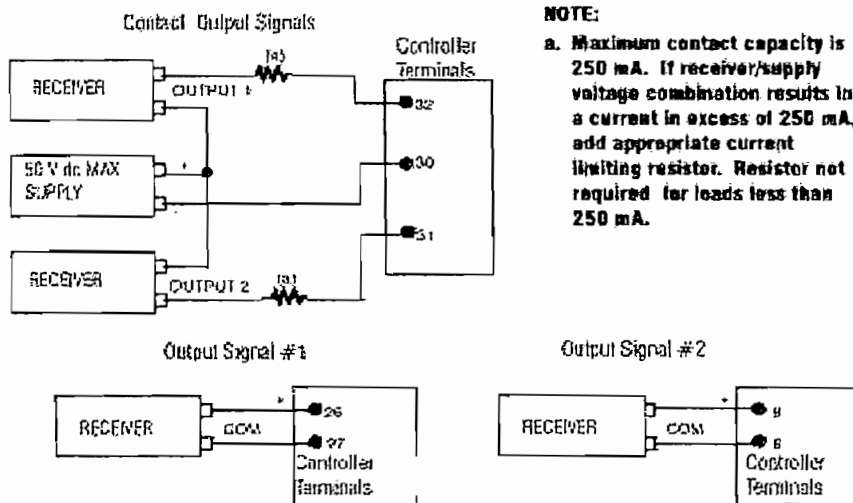 Contact Output Signals
RECEIVER
OUTPUT 1
(a)
Controller
Terminals
32
50 V dc MAX
SUPPLY
+
30
31
RECEIVER
OUTPUT 2
(a)
NOTE:
a. Maximum contact capacity is
250 mA. If receiver/supply
voltage combination results in
a current in excess of 250 mA,
add appropriate current
limiting resistor. Resistor not
required for loads less than
250 mA.
Output Signal #1
RECEIVER
+
COM
26
27
Controller
Terminals
Output Signal #2
RECEIVER
+
COM
Controller
Terminals